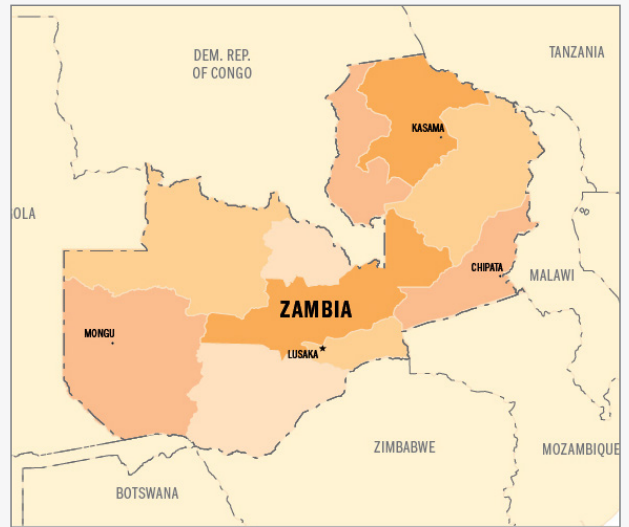 DEM. REP.
OF CONGO
TANZANIA
KASAMA
OLA
CHIPATA
MALAWI
ZAMBIA
MONGU
LUSAKA
ZIMBABWE
MOZAMBIQUE
BOTSWANA